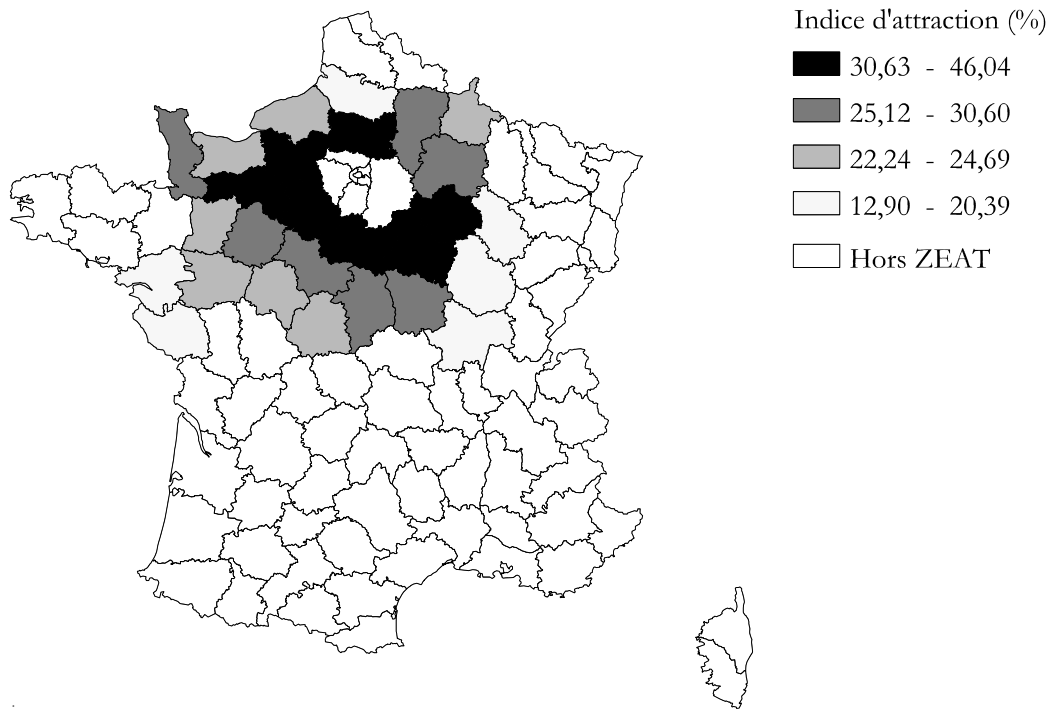 Indice d'attraction (%)
30,63 - 46,04
25,12 - 30,60
22,24 - 24,69
12,90 - 20,39
Hors ZEAT